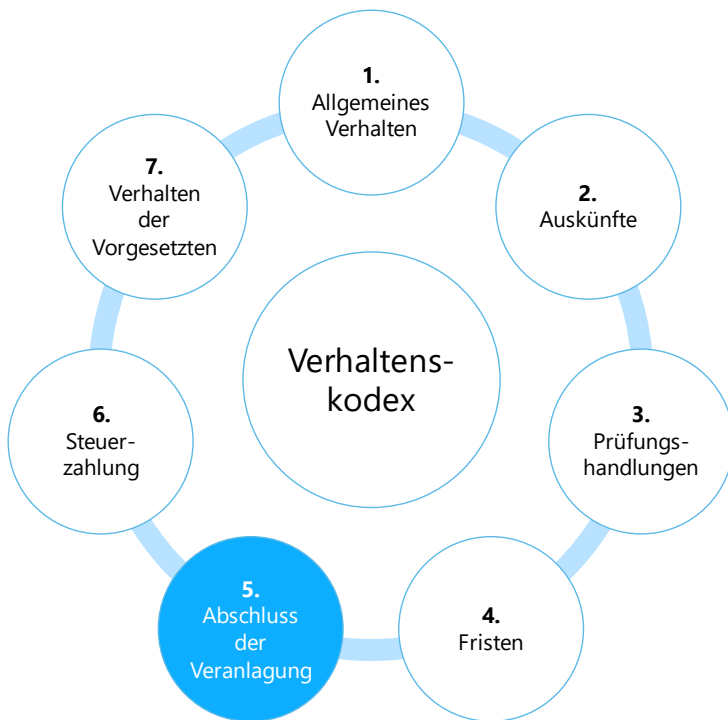 1.
Allgemeines
Verhalten
7.
Verhalten
der
Vorgesetzten
2.
Auskünfte
Verhaltens-
kodex
6.
Steuer-
zahlung
3.
Prüfungs-
handlungen
5.
Abschluss
der
Veranlagung
4.
Fristen